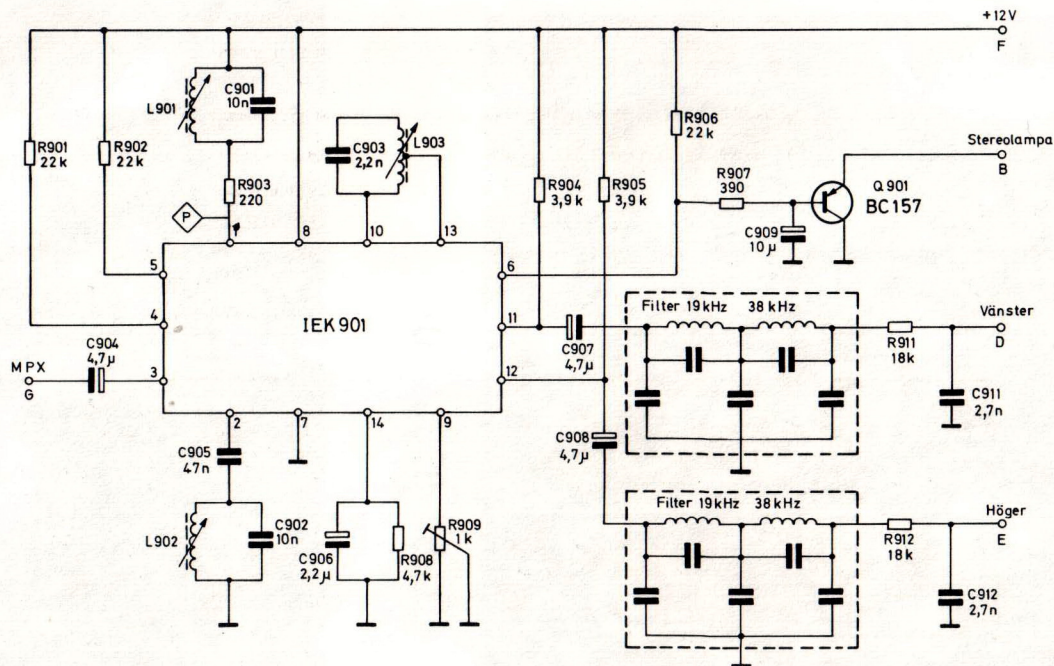 +12V
F
C901
10n
L901
R906
22k
Stereolampa
B
C903
2,2n
L903
R901
22k
R902
22k
R907
390
Q901
BC157
R903
220
R904
3,9k
R905
3,9k
P
C909
10µ
1
8
10
13
5
6
Filter 19kHz 38kHz
4
IEK901
11
Vänster
D
C904
4,7µ
C907
4,7µ
R911
18k
MPX
G
3
12
C911
2,7n
2
7
14
9
C905
47n
C908
4,7µ
Filter 19kHz 38kHz
Höger
E
L902
C902
10n
C906
2,2µ
R908
4,7k
R909
1k
R912
18k
C912
2,7n